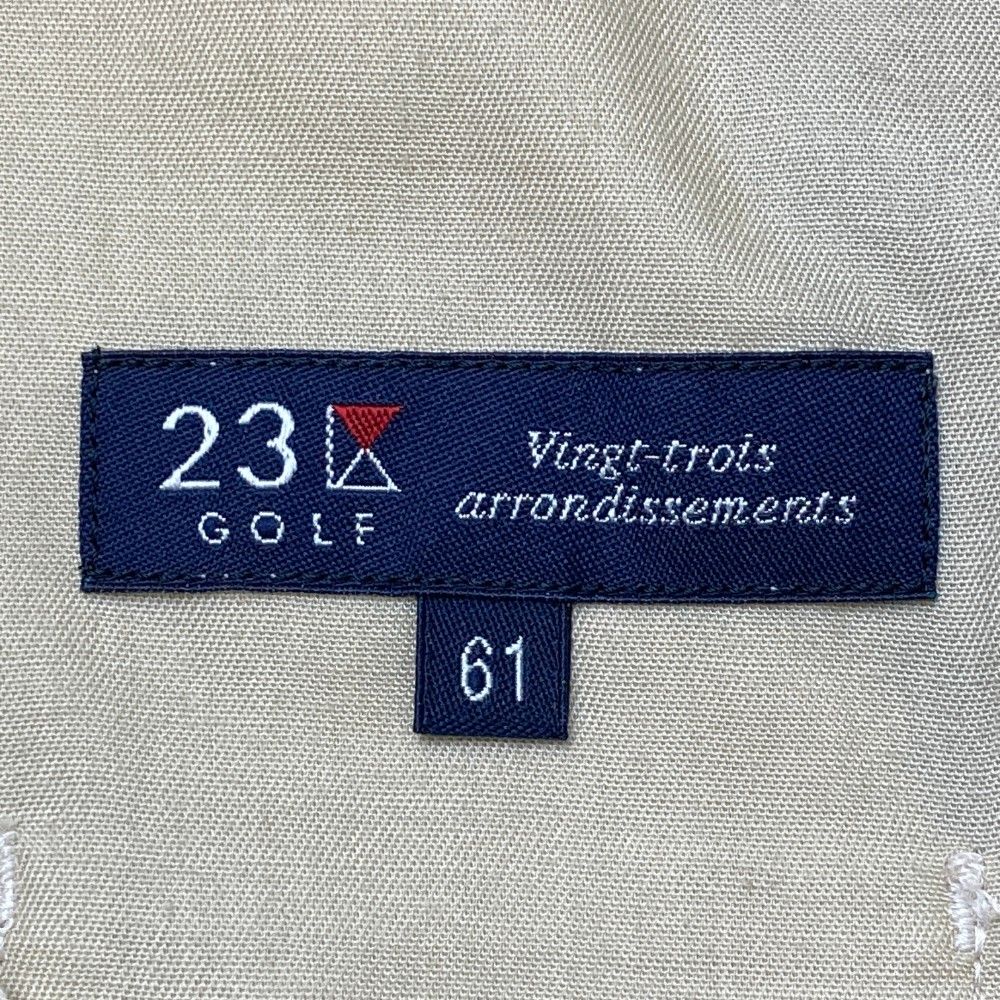 23
GOLF
Vingt-trois
arrondissements
61